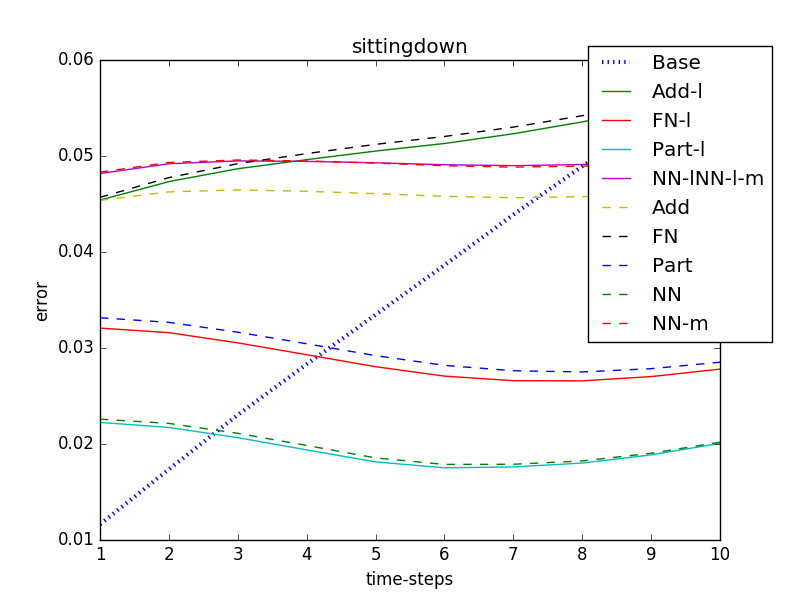 sittingdown
0.06
0.05
0.04
0.03
0.02
0.01
error
1 2 3 4 5 6 7 8 9 10
time-steps
Base
Add-l
FN-l
Part-l
NN-lNN-l-m
Add
FN
Part
NN
NN-m